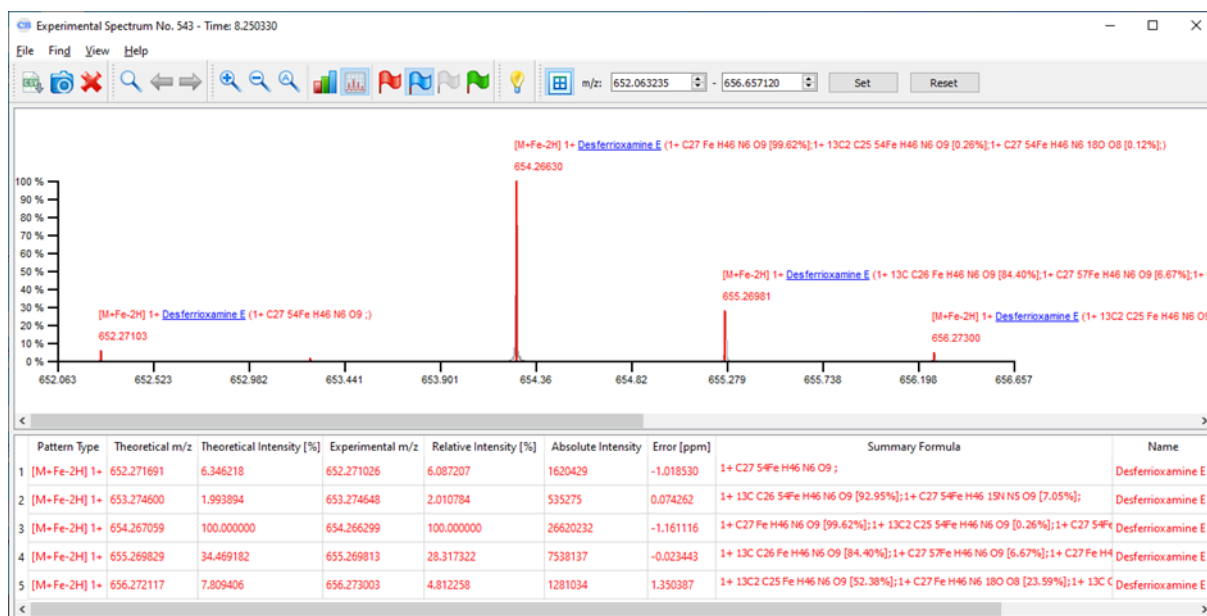 Experimental Spectrum No. 543 - Time: 8.250330
File Find View Help
m/z: 652.063235 - 656.657120 Set Reset
[M+Fe-2H] 1+ Desferrioxamine E (1+ C27 Fe H46 N6 O9 [99.62%];1+ 13C2 C25 54Fe H46 N6 O9 [0.26%];1+ C27 54Fe H46 N6 18O O8 [0.12%];)
654.26630
100 %
90 %
80 %
70 %
60 %
50 %
40 %
30 %
20 %
10 %
0 %
[M+Fe-2H] 1+ Desferrioxamine E (1+ 13C C26 Fe H46 N6 O9 [84.40%];1+ C27 57Fe H46 N6 O9 [6.67%];1+
655.26981
[M+Fe-2H] 1+ Desferrioxamine E (1+ C27 54Fe H46 N6 O9 ;)
652.27103
[M+Fe-2H] 1+ Desferrioxamine E (1+ 13C2 C25 Fe H46 N6 O9
656.27300
652.063 652.523 652.982 653.441 653.901 654.36 654.82 655.279 655.738 656.198 656.657
Pattern Type Theoretical m/z Theoretical Intensity [%] Experimental m/z Relative Intensity [%] Absolute Intensity Error [ppm] Summary Formula Name
1 [M+Fe-2H] 1+ 652.271691 6.346218 652.271026 6.087207 1620429 -1.018530 1+ C27 54Fe H46 N6 O9 ; Desferrioxamine E
2 [M+Fe-2H] 1+ 653.274600 1.993894 653.274648 2.010784 535275 0.074262 1+ 13C C26 54Fe H46 N6 O9 [92.95%];1+ C27 54Fe H46 15N N5 O9 [7.05%]; Desferrioxamine E
3 [M+Fe-2H] 1+ 654.267059 100.000000 654.266299 100.000000 26620232 -1.161116 1+ C27 Fe H46 N6 O9 [99.62%];1+ 13C2 C25 54Fe H46 N6 O9 [0.26%];1+ C27 54Fe Desferrioxamine E
4 [M+Fe-2H] 1+ 655.269829 34.469182 655.269813 28.317322 7538137 -0.023443 1+ 13C C26 Fe H46 N6 O9 [84.40%];1+ C27 57Fe H46 N6 O9 [6.67%];1+ C27 Fe H4 Desferrioxamine E
5 [M+Fe-2H] 1+ 656.272117 7.809406 656.273003 4.812258 1281034 1.350387 1+ 13C2 C25 Fe H46 N6 O9 [52.38%];1+ C27 Fe H46 N6 18O O8 [23.59%];1+ 13C Desferrioxamine E